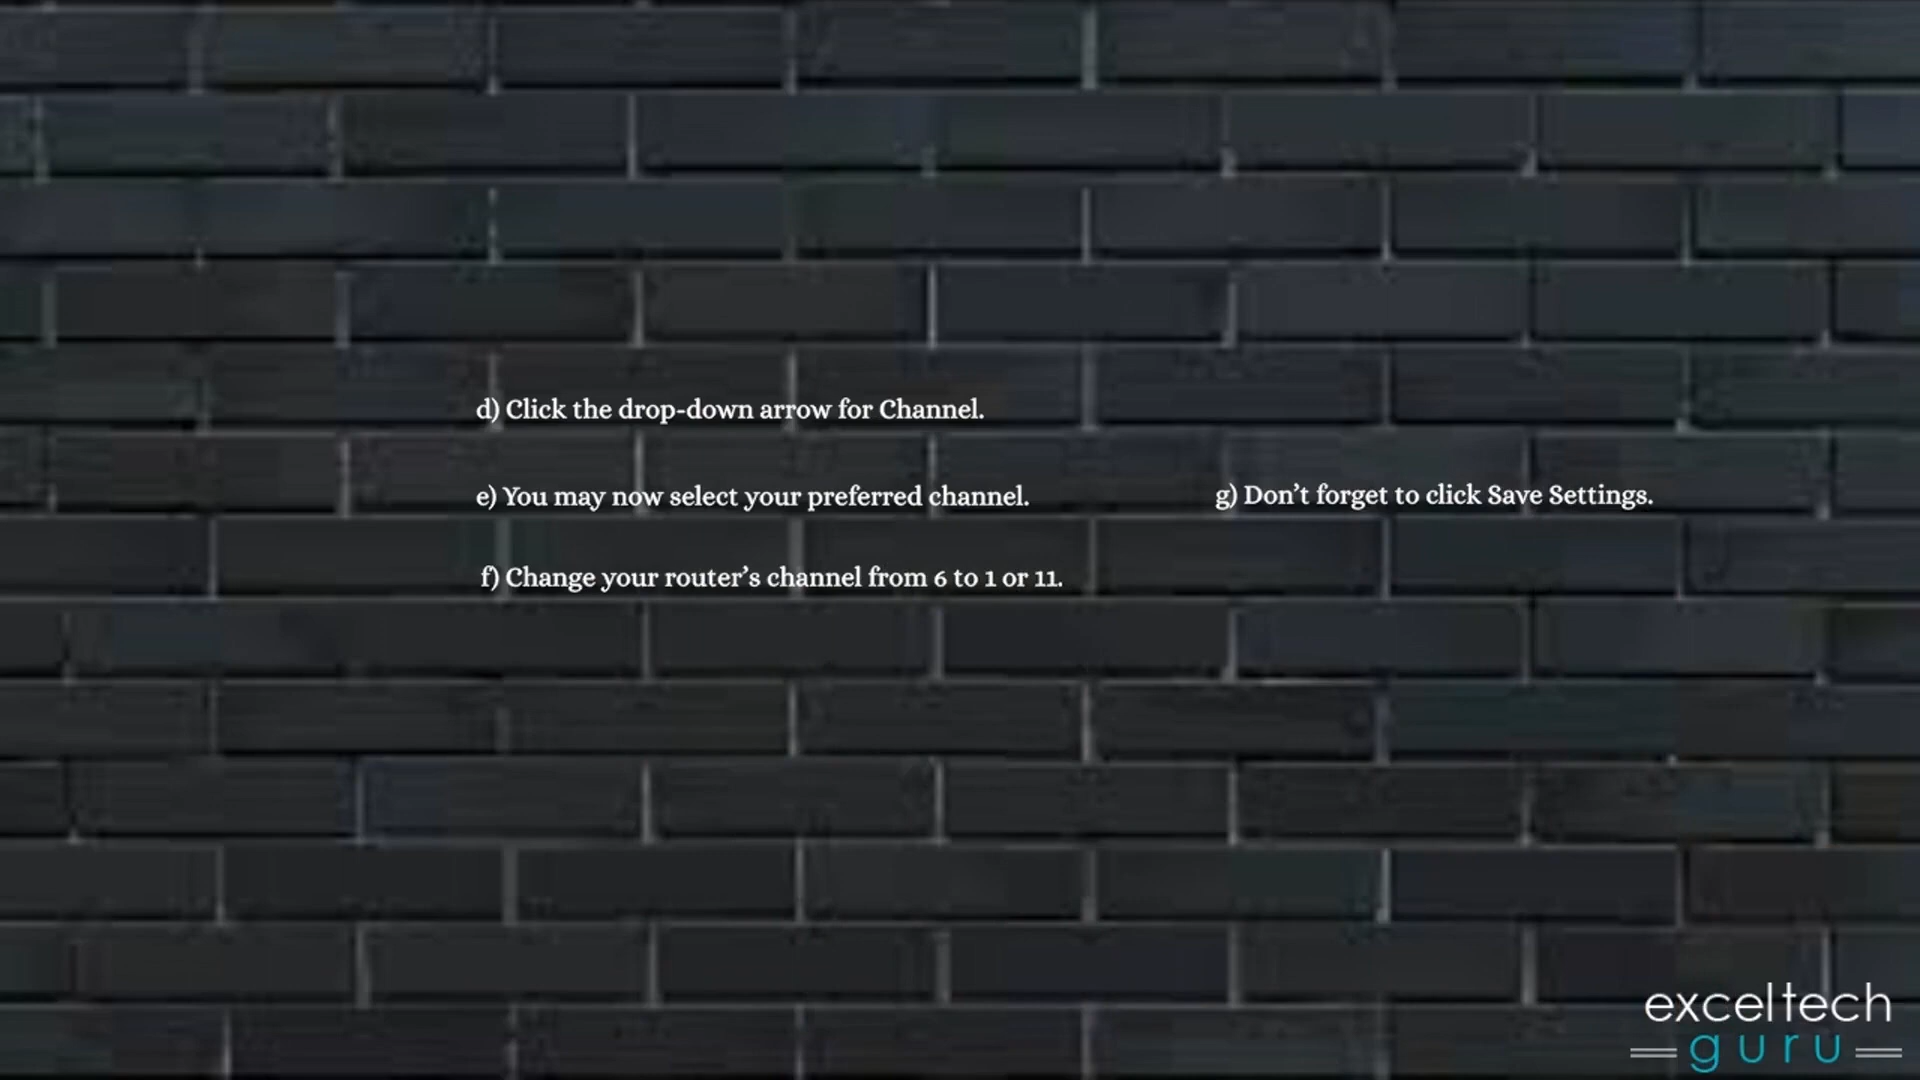 d) Click the drop-down arrow for Channel.
e) You may now select your preferred channel.
f) Change your router’s channel from 6 to 1 or 11.
g) Don’t forget to click Save Settings.
exceltech
guru